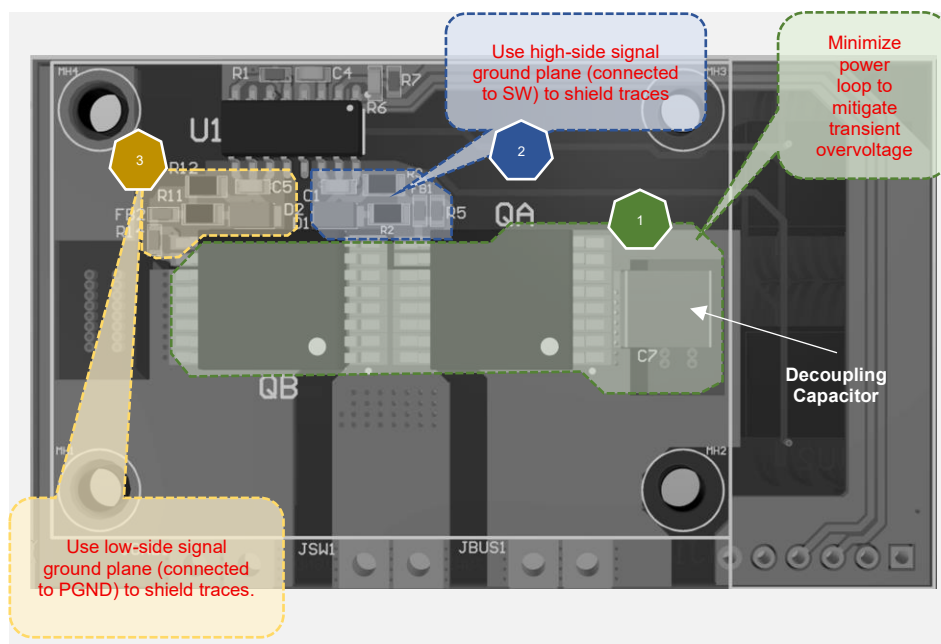 Use high-side signal
ground plane (connected
to SW) to shield traces
Minimize
power
loop to
mitigate
transient
overvoltage
MH4
R1
C4
R7
R6
MH3
U1
3
2
R12
C5
C1
FB1
R11
D2
FB2
D1
R5
R2
R14
QA
1
C7
Decoupling
Capacitor
QB
MH1
MH2
Use low-side signal
ground plane (connected
to PGND) to shield traces.
JSW1
JBUS1